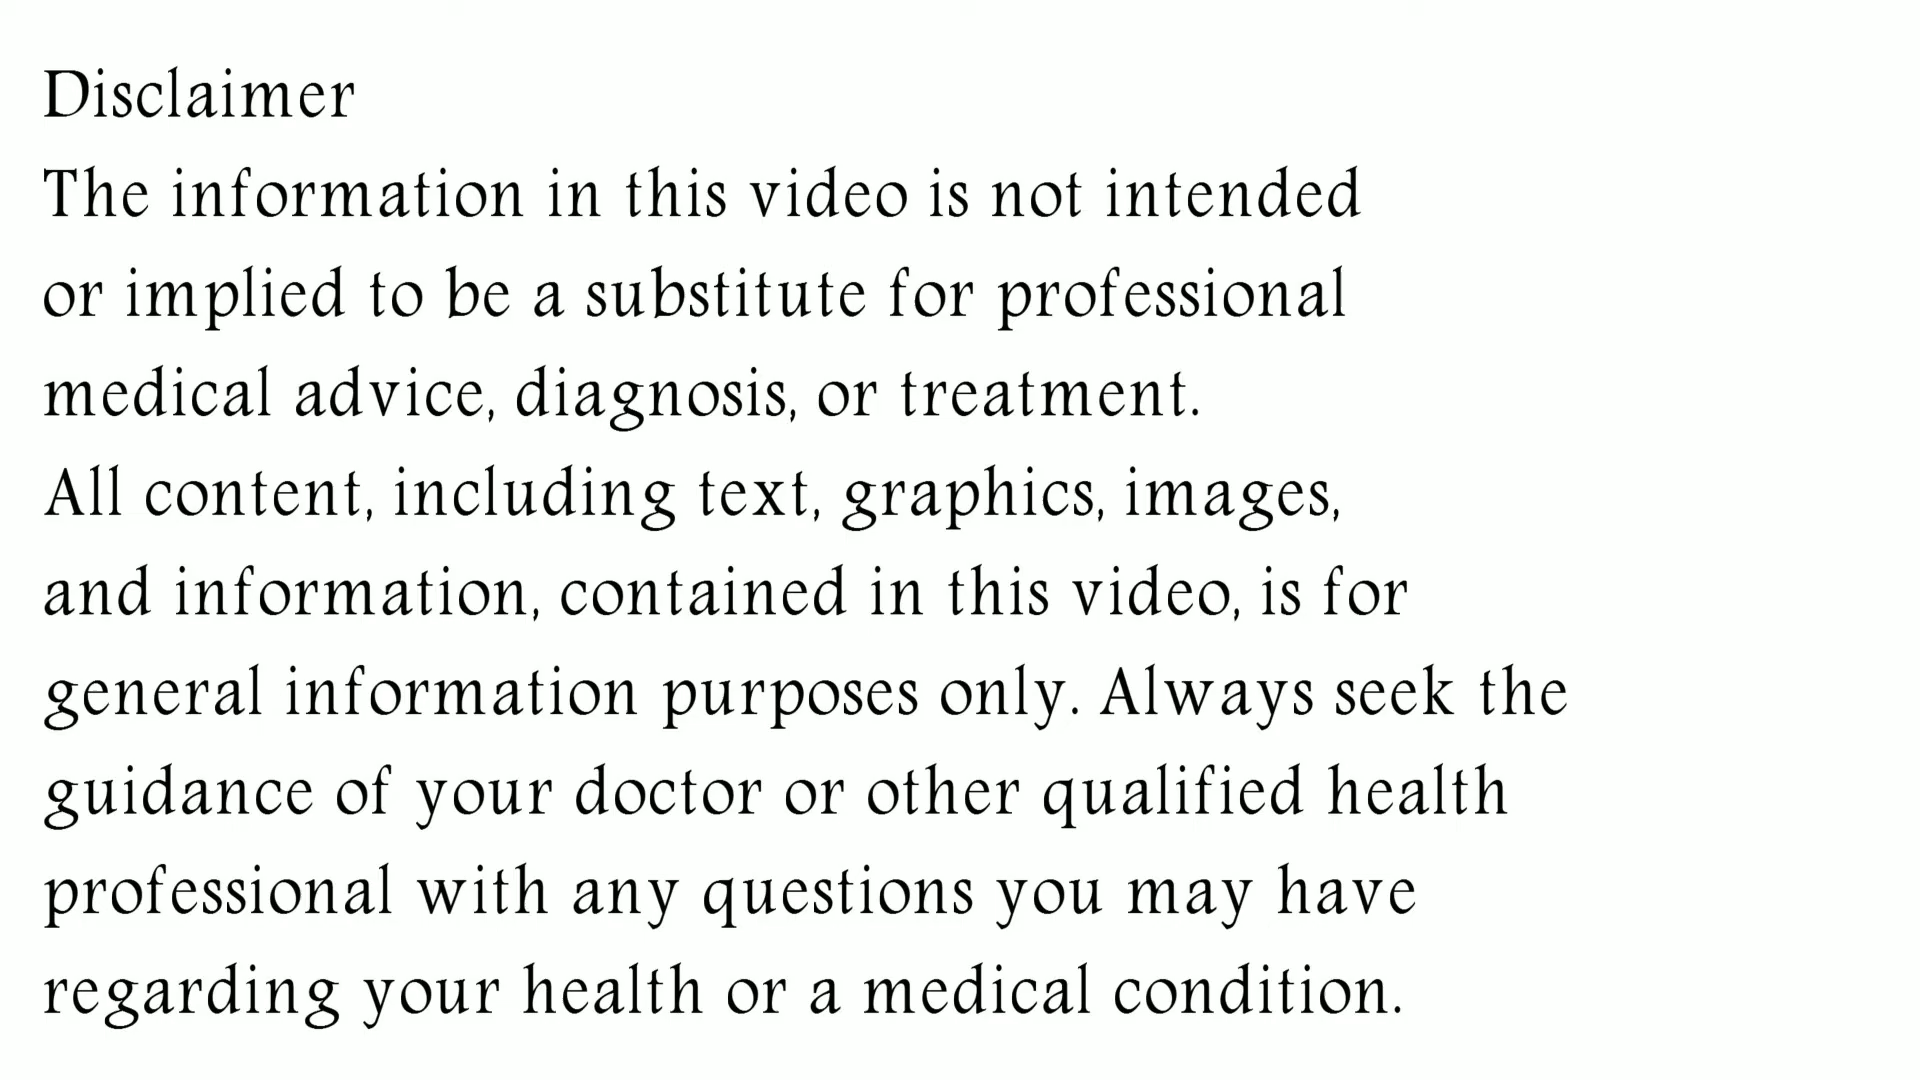 Disclaimer
The information in this video is not intended
or implied to be a substitute for professional
medical advice, diagnosis, or treatment.
All content, including text, graphics, images,
and information, contained in this video, is for
general information purposes only. Always seek the
guidance of your doctor or other qualified health
professional with any questions you may have
regarding your health or a medical condition.